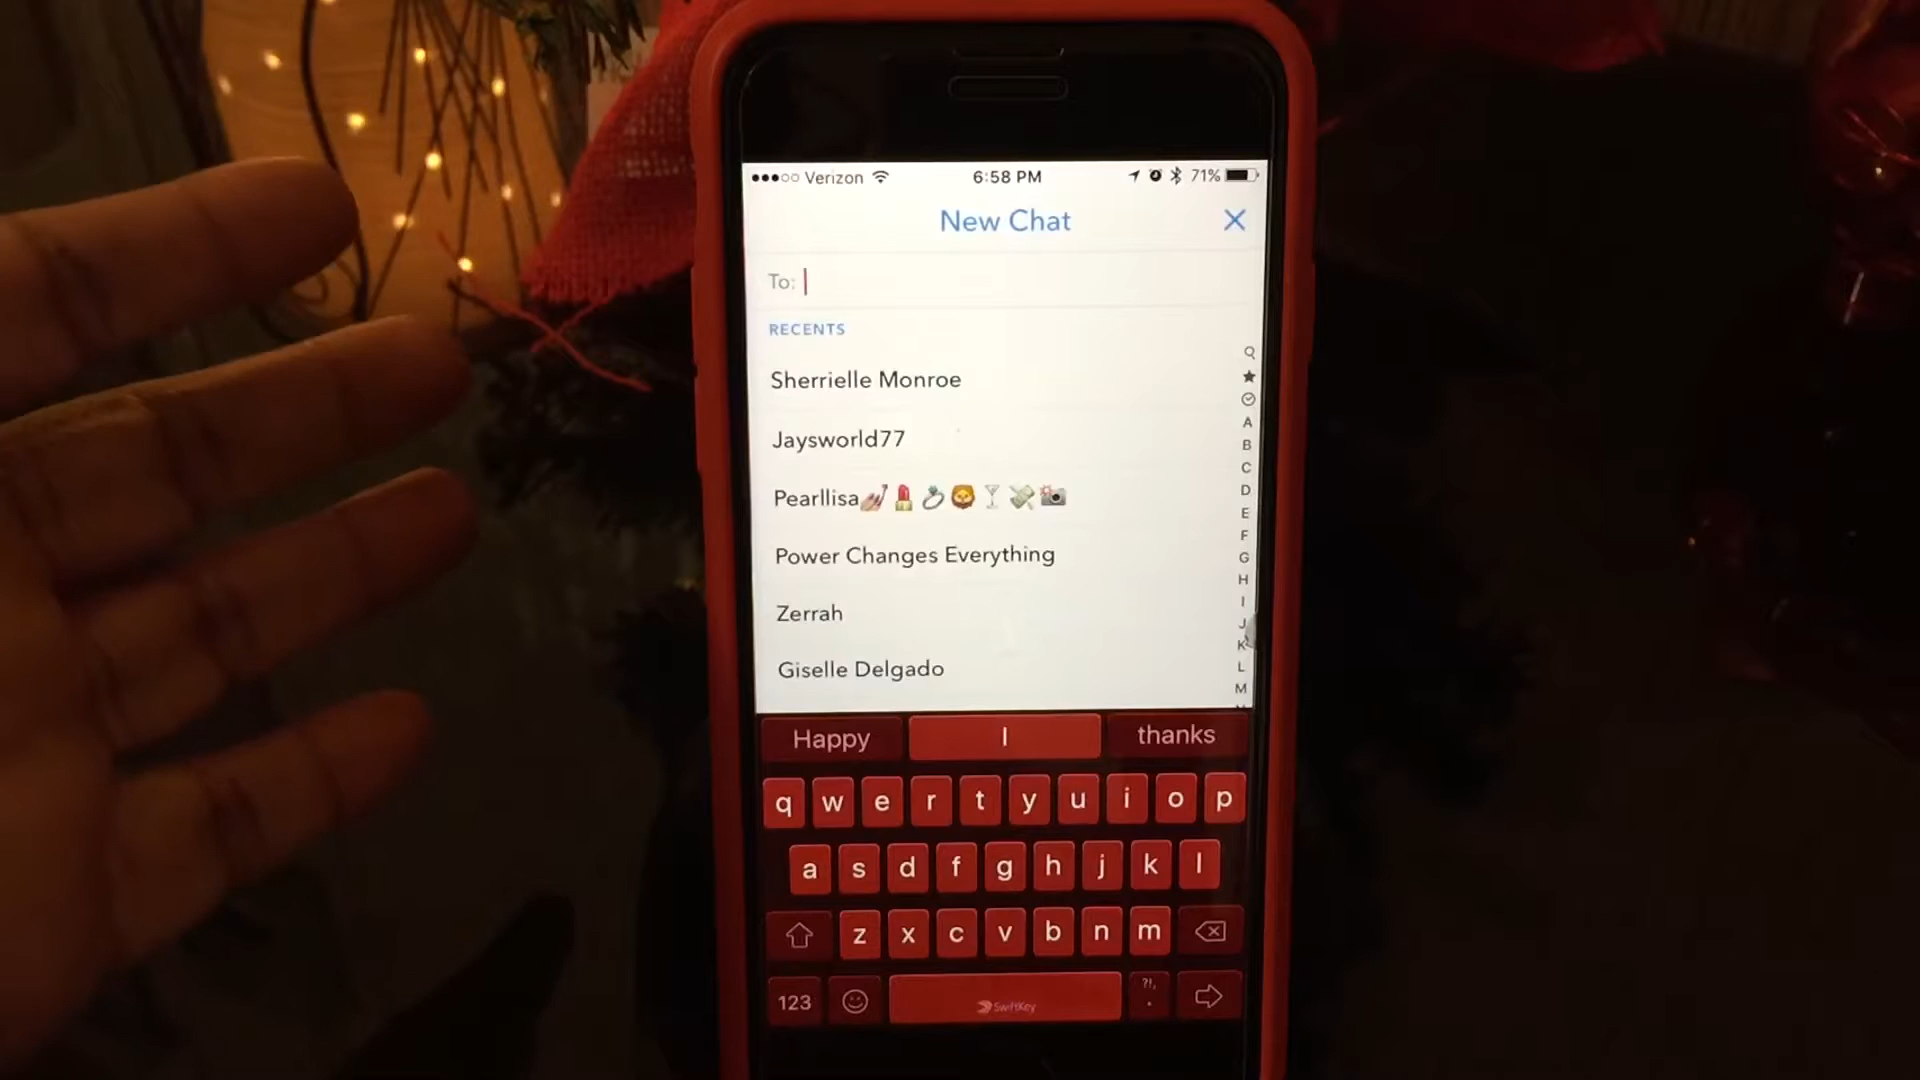 Verizon 6:58 PM 71%
New Chat
To:
RECENTS
Sherrielle Monroe
Jaysworld77
Pearllisa💅🏼💄💍🦁🍸💸📸
Power Changes Everything
Zerrah
Giselle Delgado
A
B
C
D
E
F
G
H
I
J
K
L
M
Happy I thanks
q w e r t y u i o p
a s d f g h j k l
z x c v b n m
123 SwiftKey ?!, .